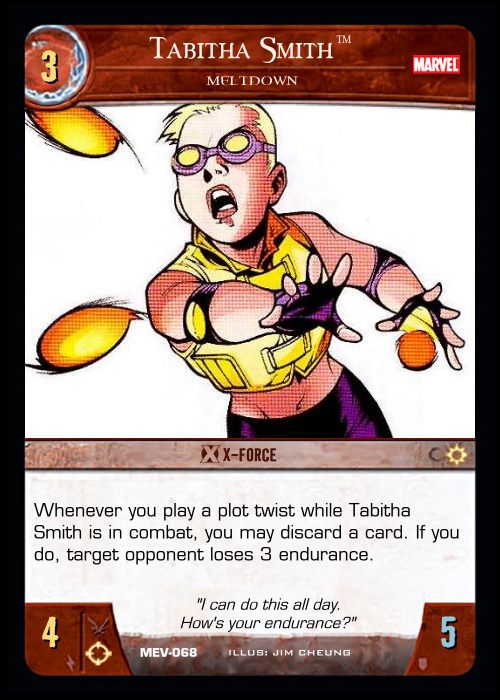 3
TABITHA SMITH™
MELTDOWN
MARVEL
X-FORCE
Whenever you play a plot twist while Tabitha
Smith is in combat, you may discard a card. If you
do, target opponent loses 3 endurance.
"I can do this all day.
How's your endurance?"
4
MEV-068 ILLUS: JIM CHEUNG
5